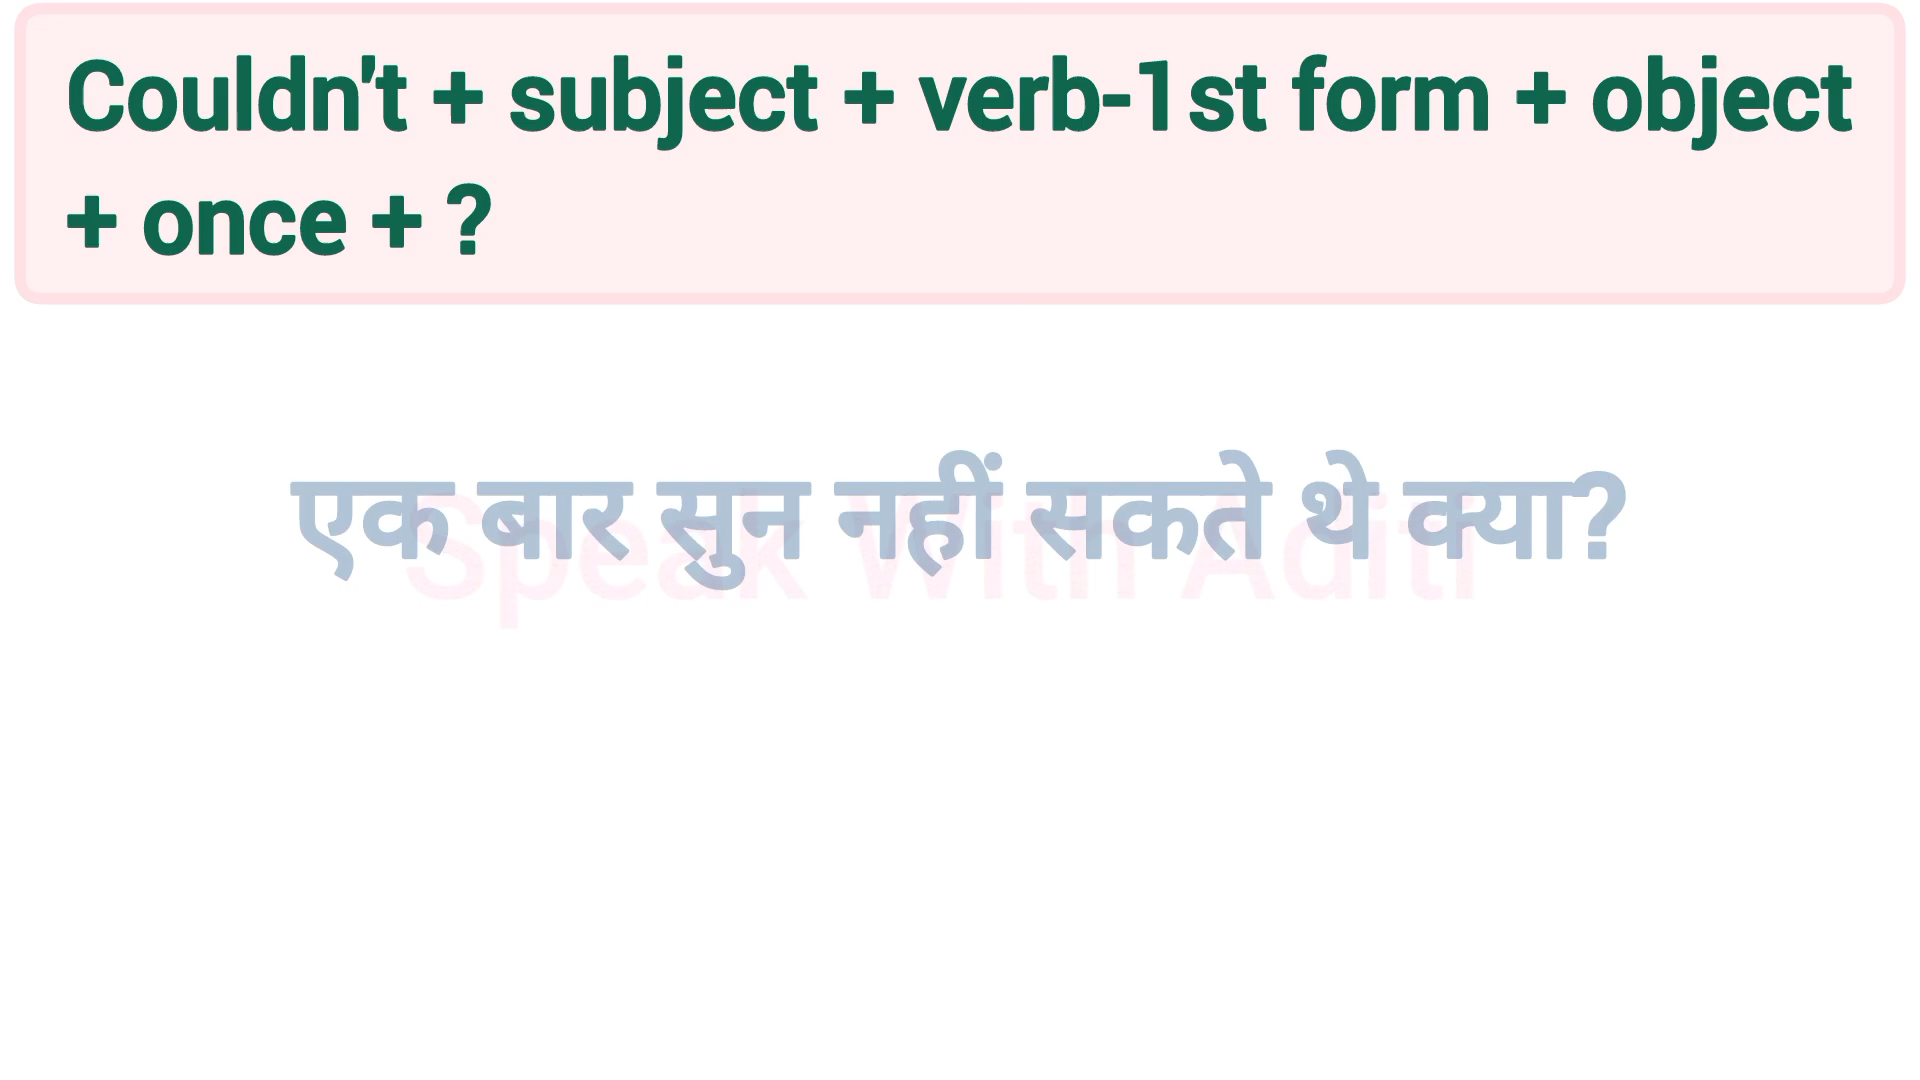 Couldn't + subject + verb-1st form + object
+ once + ?
एक बार सुन नहीं सकते थे क्या?
Speak With Aditi